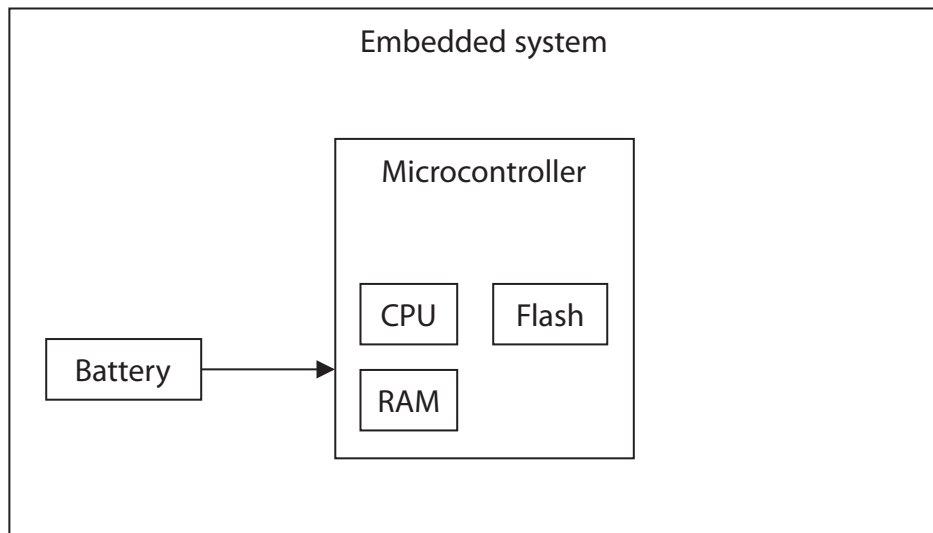 Embedded system
Microcontroller
CPU
Flash
Battery
RAM